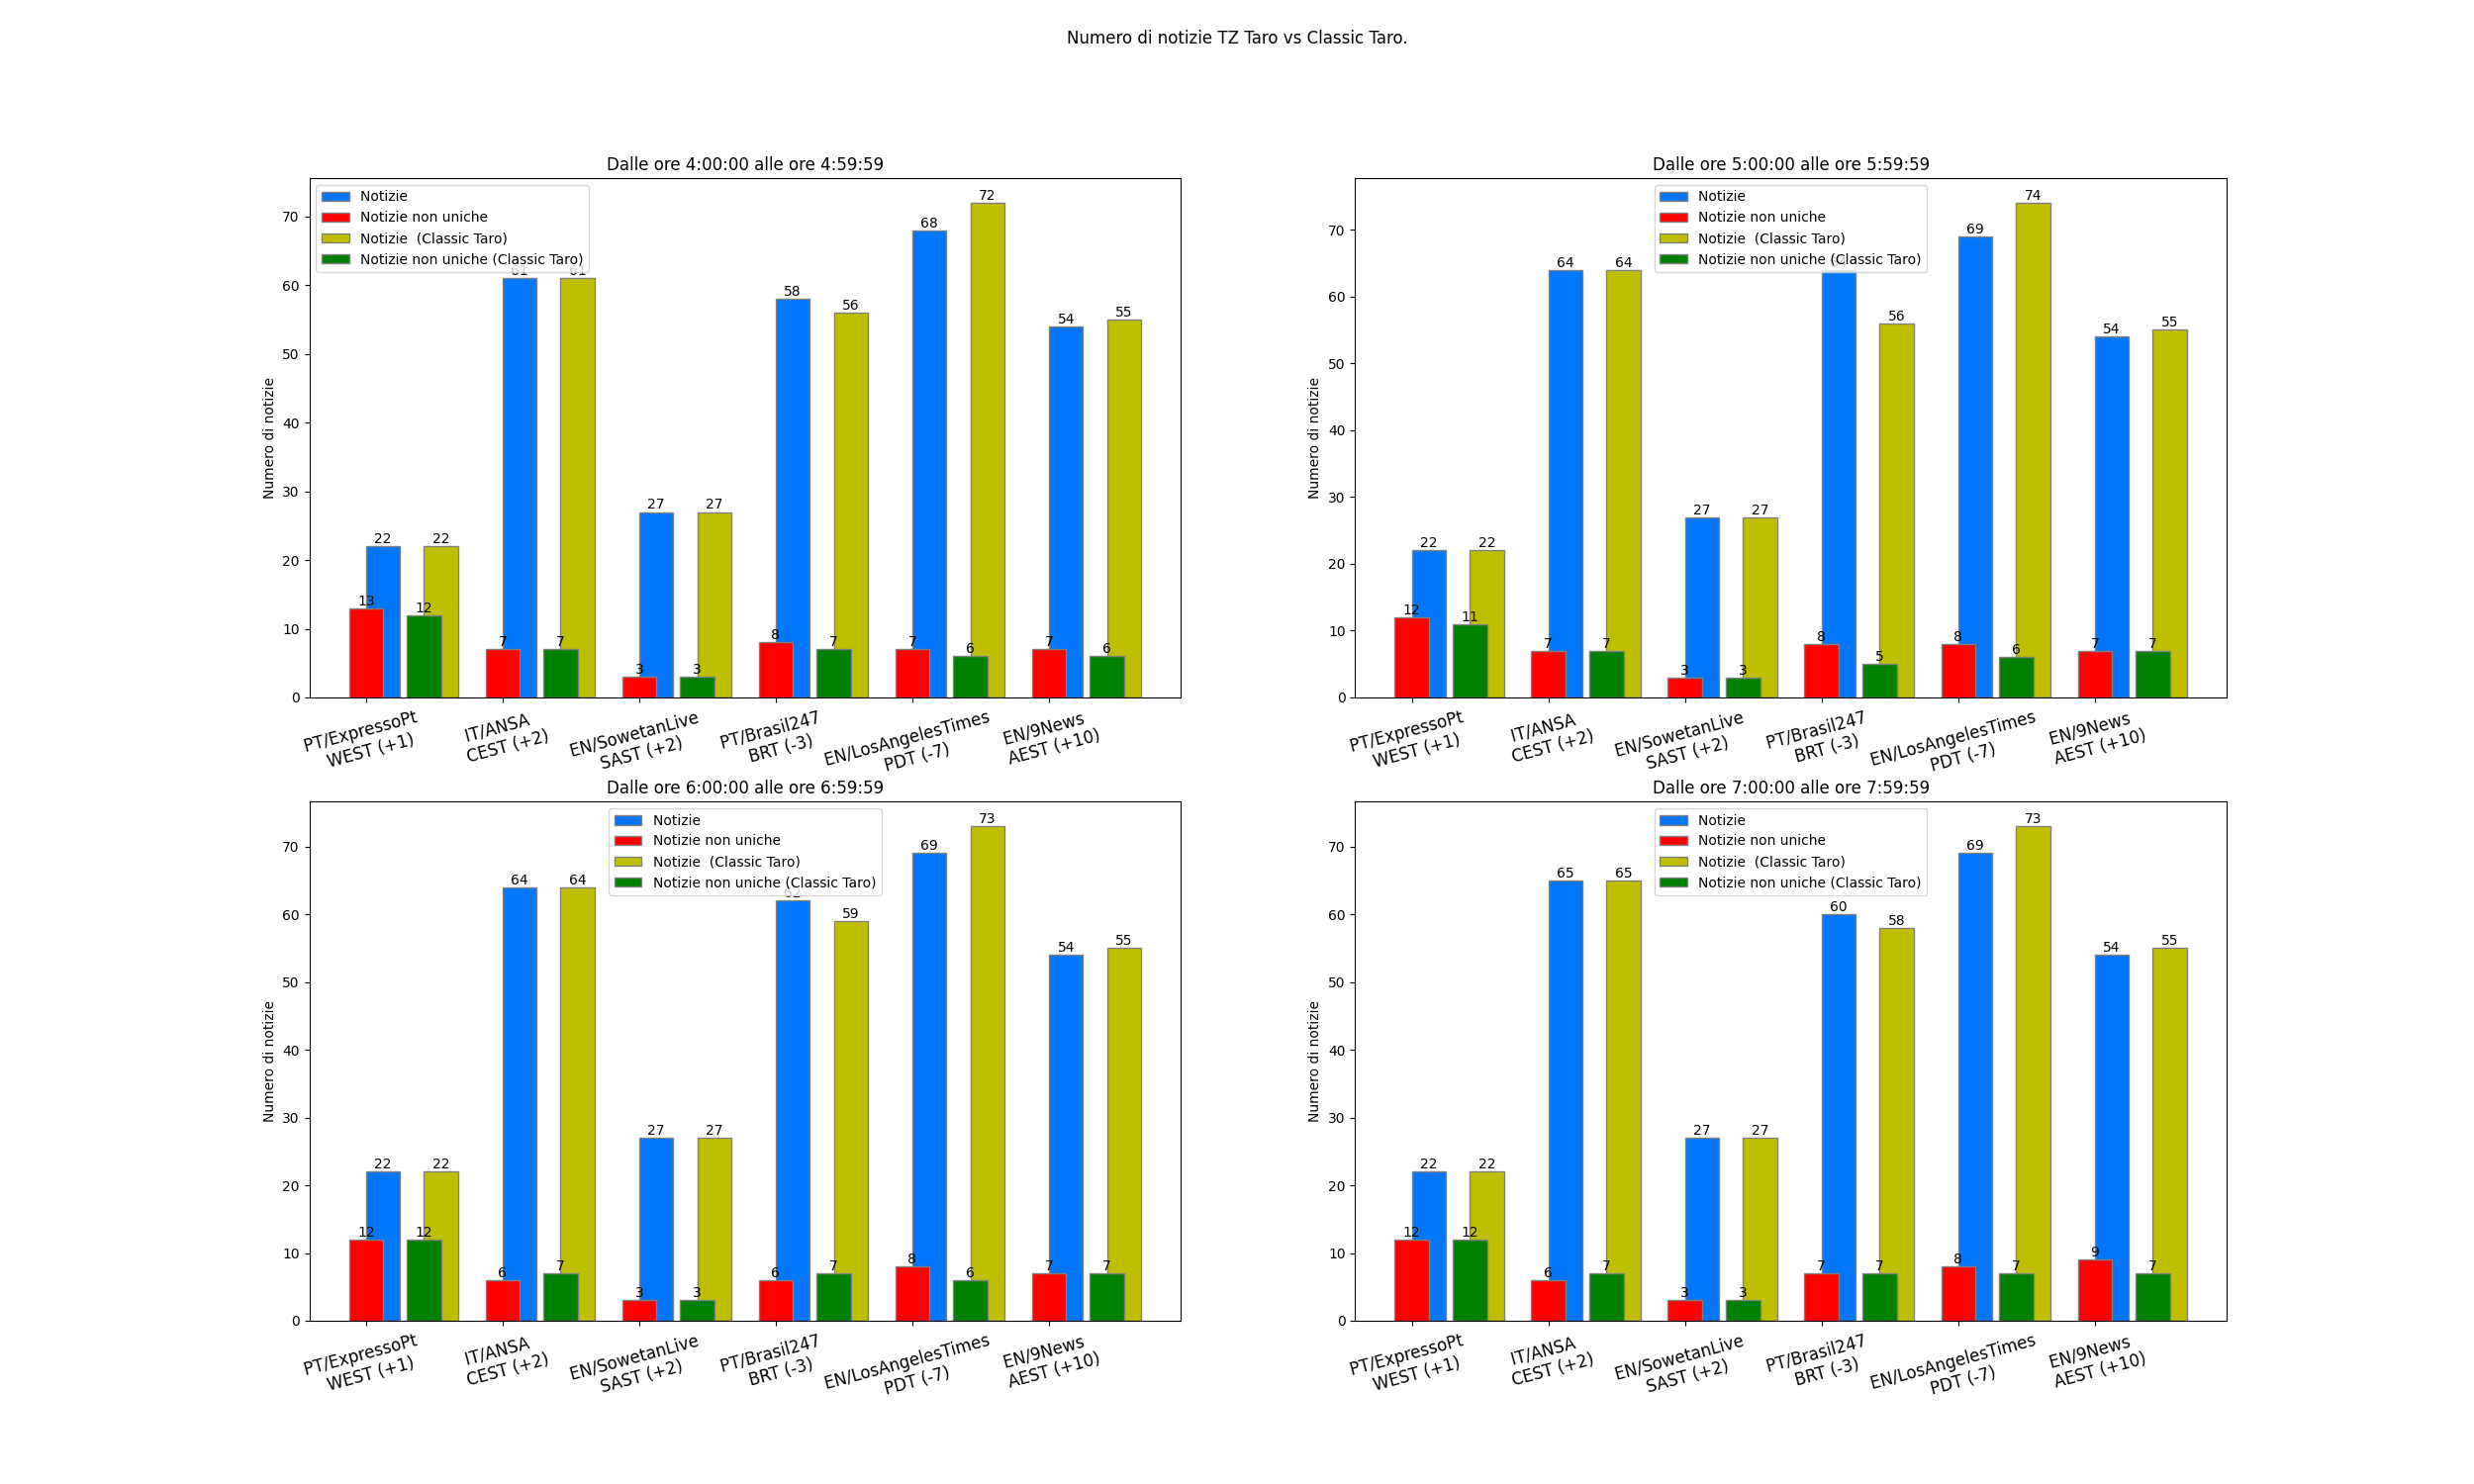 Numero di notizie TZ Taro vs Classic Taro.
Dalle ore 4:00:00 alle ore 4:59:59
Notizie
Notizie non uniche
Notizie  (Classic Taro)
Notizie non uniche (Classic Taro)
Numero di notizie
70
60
50
40
30
20
10
0
22 13 22 12
61 7 61 7
27 3 27 3
58 8 56 7
68 7 72 6
54 7 55 6
PT/ExpressoPt
WEST (+1)
IT/ANSA
CEST (+2)
EN/SowetanLive
SAST (+2)
PT/Brasil247
BRT (-3)
EN/LosAngelesTimes
PDT (-7)
EN/9News
AEST (+10)
Dalle ore 5:00:00 alle ore 5:59:59
Notizie
Notizie non uniche
Notizie  (Classic Taro)
Notizie non uniche (Classic Taro)
Numero di notizie
70
60
50
40
30
20
10
0
22 12 22 11
64 7 64 7
27 3 27 3
8 56 5
69 8 74 6
54 7 55 7
PT/ExpressoPt
WEST (+1)
IT/ANSA
CEST (+2)
EN/SowetanLive
SAST (+2)
PT/Brasil247
BRT (-3)
EN/LosAngelesTimes
PDT (-7)
EN/9News
AEST (+10)
Dalle ore 6:00:00 alle ore 6:59:59
Notizie
Notizie non uniche
Notizie  (Classic Taro)
Notizie non uniche (Classic Taro)
Numero di notizie
70
60
50
40
30
20
10
0
22 12 22 12
64 6 64 7
27 3 27 3
62 6 59 7
69 8 73 6
54 7 55 7
PT/ExpressoPt
WEST (+1)
IT/ANSA
CEST (+2)
EN/SowetanLive
SAST (+2)
PT/Brasil247
BRT (-3)
EN/LosAngelesTimes
PDT (-7)
EN/9News
AEST (+10)
Dalle ore 7:00:00 alle ore 7:59:59
Notizie
Notizie non uniche
Notizie  (Classic Taro)
Notizie non uniche (Classic Taro)
Numero di notizie
70
60
50
40
30
20
10
0
22 12 22 12
65 6 65 7
27 3 27 3
60 7 58 7
69 8 73 7
54 9 55 7
PT/ExpressoPt
WEST (+1)
IT/ANSA
CEST (+2)
EN/SowetanLive
SAST (+2)
PT/Brasil247
BRT (-3)
EN/LosAngelesTimes
PDT (-7)
EN/9News
AEST (+10)